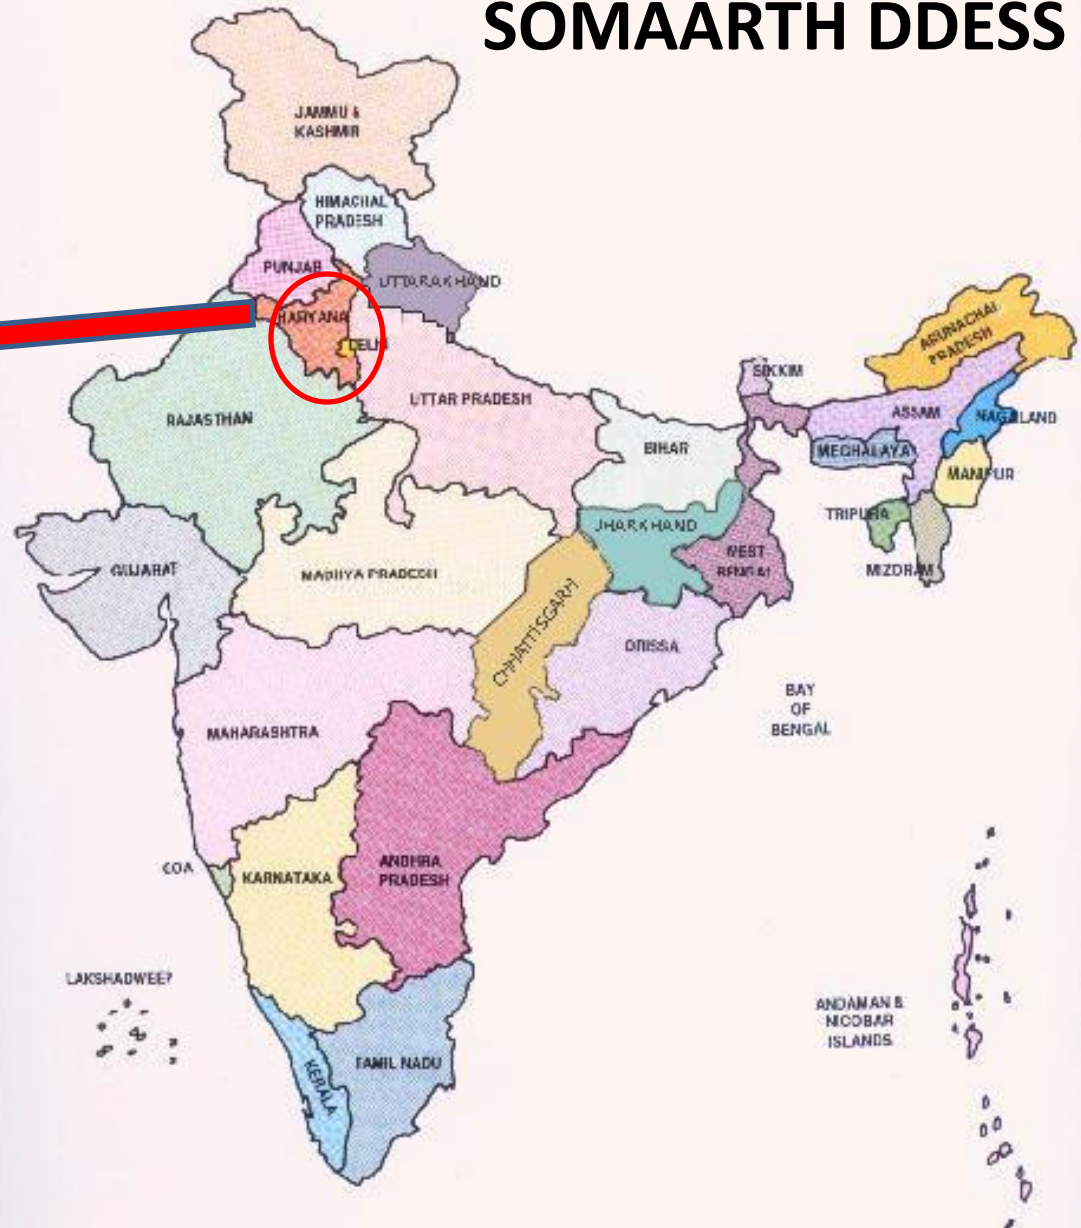 SOMAARTH DDESS
JAMMU &
KASHMIR
HIMACHAL
PRADESH
PUNJAB
UTTARAKHAND
HARYANA
DELHI
UTTAR PRADESH
RAJASTHAN
SIKKIM
ARUNACHAL
PRADESH
ASSAM
NAGALAND
BIHAR
MEGHALAYA
MANIPUR
JHARKHAND
TRIPURA
WEST
BENGAL
MIZORAM
GUJARAT
MADHYA PRADESH
CHHATTISGARH
ORISSA
BAY
OF
BENGAL
MAHARASHTRA
GOA
KARNATAKA
ANDHRA
PRADESH
LAKSHADWEEP
ANDAMAN &
NICOBAR
ISLANDS
TAMIL NADU
KERALA